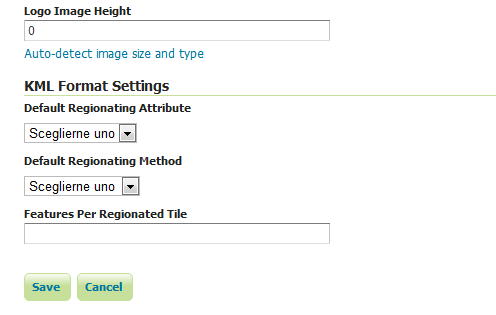 Logo Image Height
0
Auto-detect image size and type
KML Format Settings
Default Regionating Attribute
Sceglierne uno
Default Regionating Method
Sceglierne uno
Features Per Regionated Tile
Save Cancel